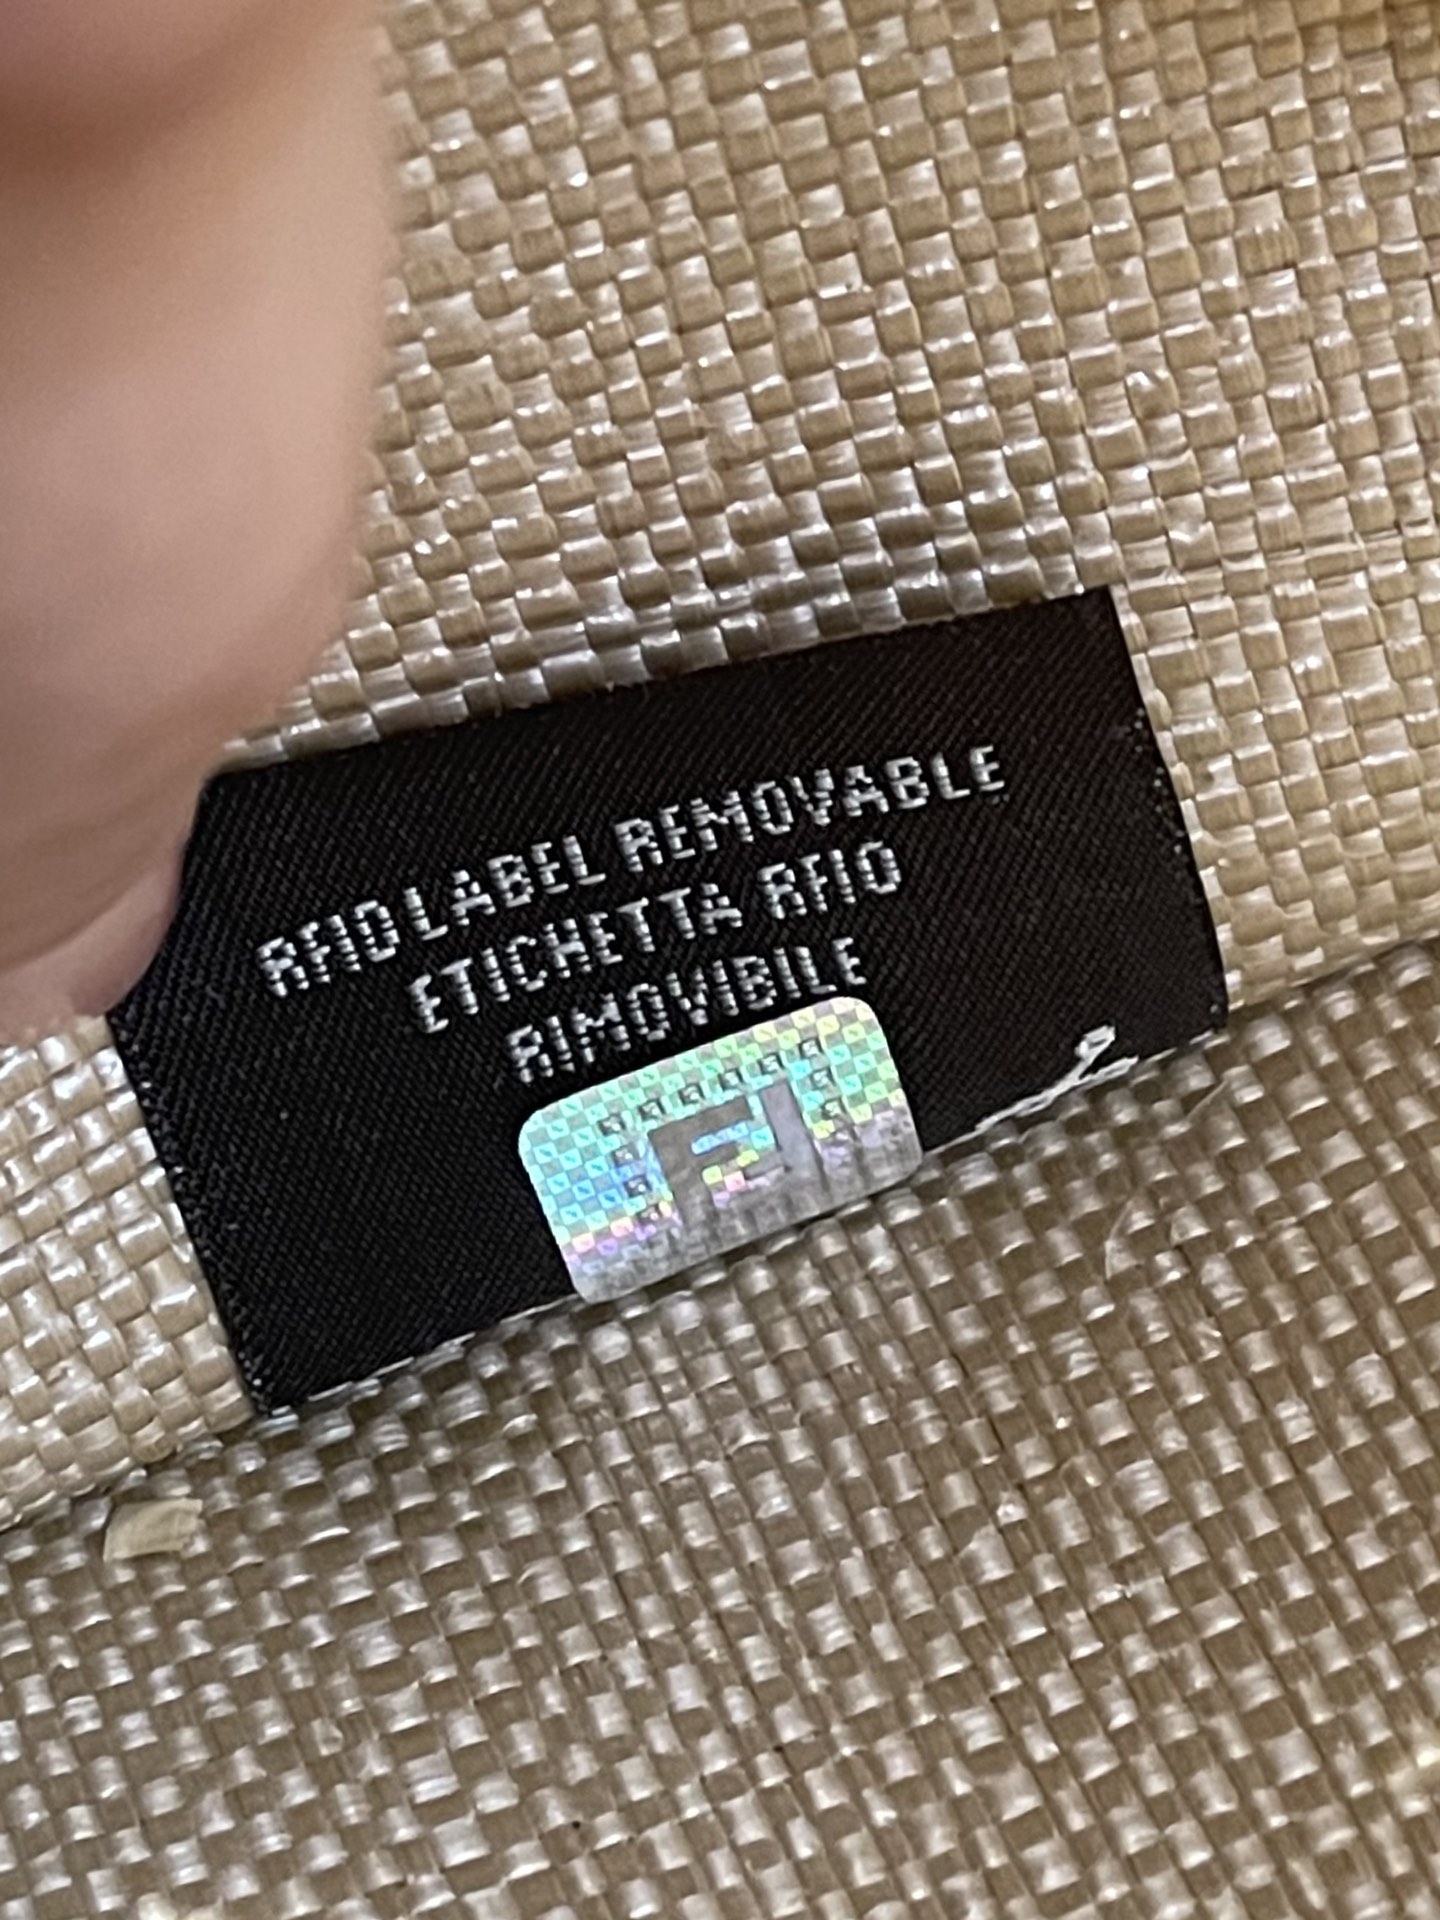 RFID LABEL REMOVABLE
ETICHETTA RFID
RIMOVIBILE